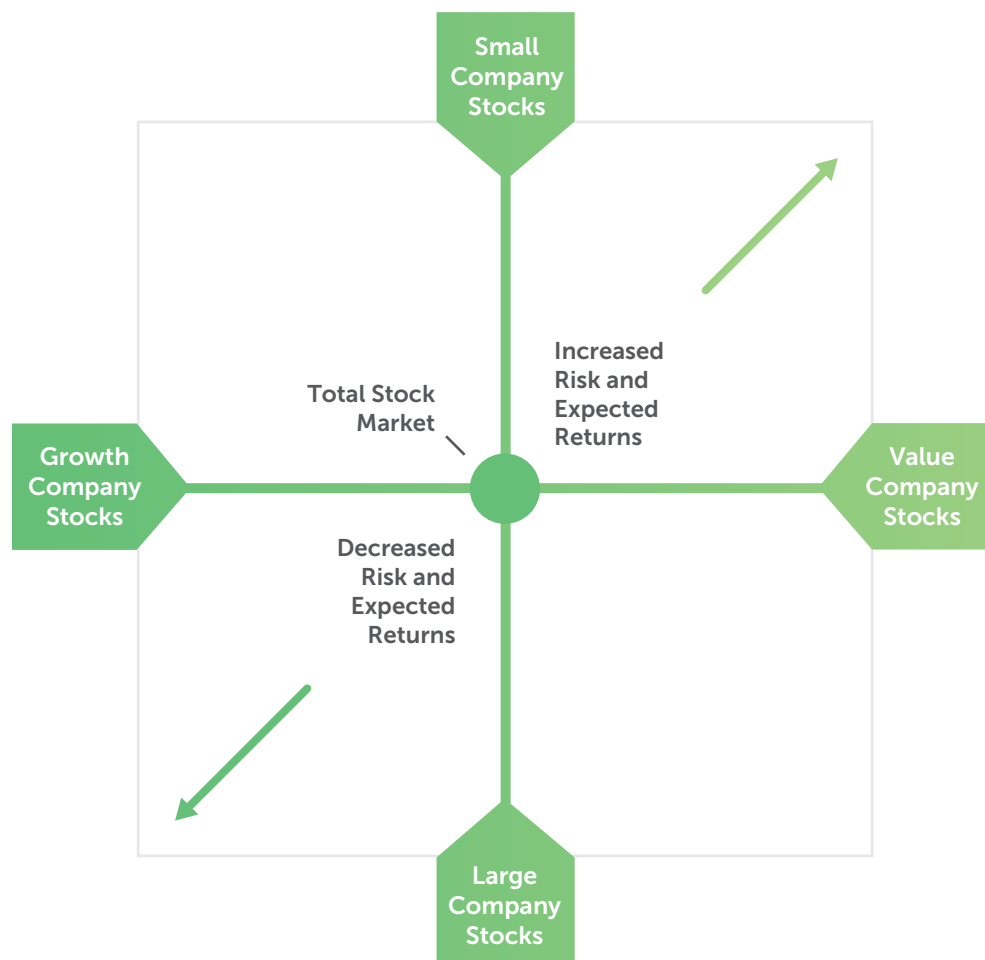 Small
Company
Stocks
Increased
Risk and
Expected
Returns
Total Stock
Market
Growth
Company
Stocks
Value
Company
Stocks
Decreased
Risk and
Expected
Returns
Large
Company
Stocks